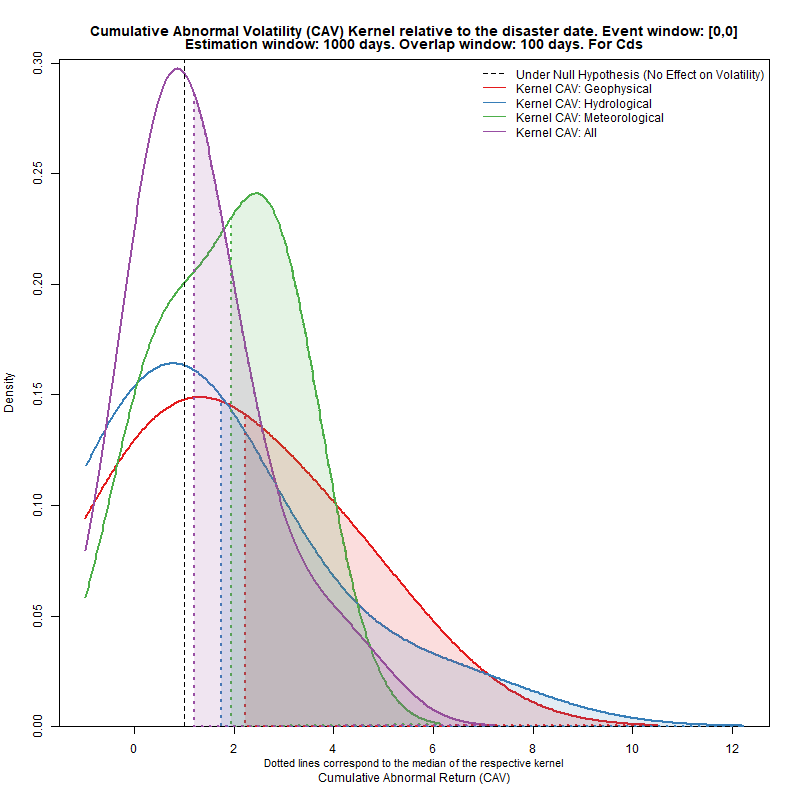 Cumulative Abnormal Volatility (CAV) Kernel relative to the disaster date. Event window: [0,0]
Estimation window: 1000 days. Overlap window: 100 days. For Cds
Under Null Hypothesis (No Effect on Volatility)
Kernel CAV: Geophysical
Kernel CAV: Hydrological
Kernel CAV: Meteorological
Kernel CAV: All
0.30
0.25
0.20
0.15
0.10
0.05
0.00
Density
0 2 4 6 8 10 12
Dotted lines correspond to the median of the respective kernel
Cumulative Abnormal Return (CAV)